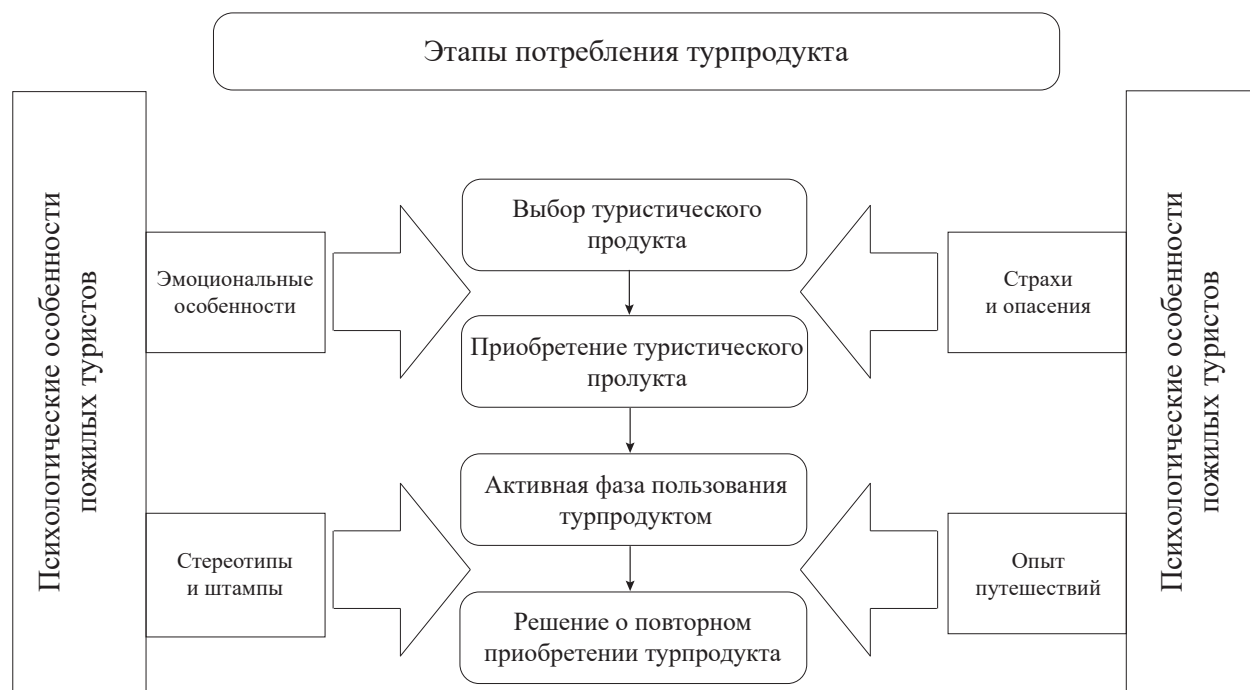 Этапы потребления турпродукта
Психологические особенности
пожилых туристов
Эмоциональные
особенности
Стереотипы
и штампы
Выбор туристического
продукта
Приобретение туристического
пролукта
Активная фаза пользования
турпродуктом
Решение о повторном
приобретении турпродукта
Страхи
и опасения
Опыт
путешествий
Психологические особенности
пожилых туристов